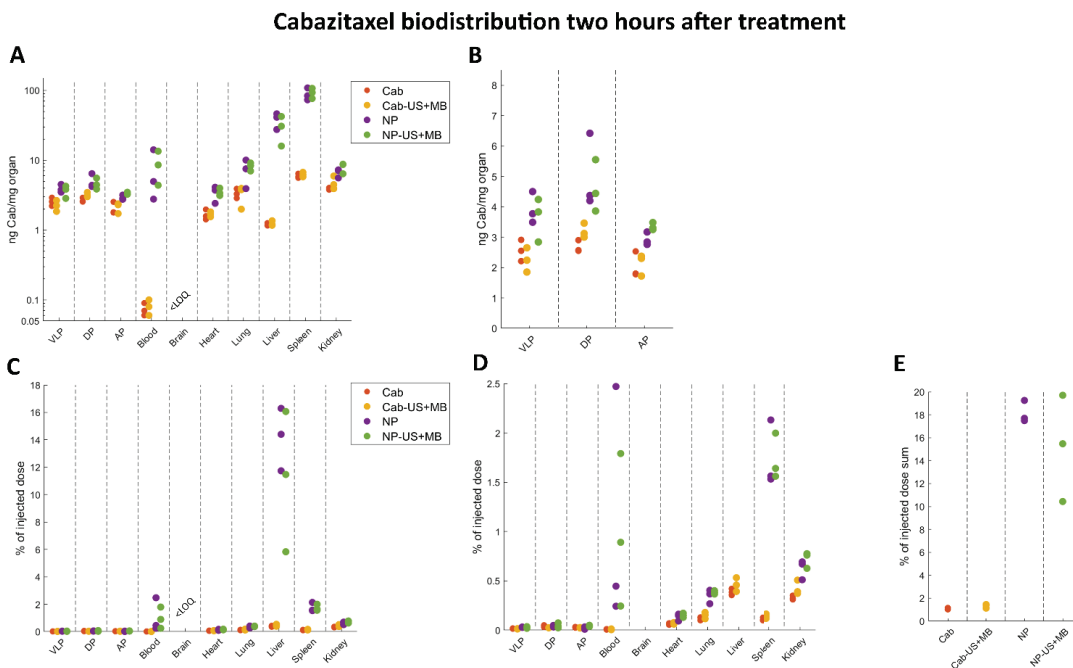 Cabazitaxel biodistribution two hours after treatment
A
ng Cab/mg organ
100
10
1
0.1
0.05
<LOQ
VLP
DP
AP
Blood
Brain
Heart
Lung
Liver
Spleen
Kidney
Cab
Cab-US+MB
NP
NP-US+MB
B
ng Cab/mg organ
8
7
6
5
4
3
2
1
0
VLP
DP
AP
C
% of injected dose
18
16
14
12
10
8
6
4
2
0
<LOQ
VLP
DP
AP
Blood
Brain
Heart
Lung
Liver
Spleen
Kidney
Cab
Cab-US+MB
NP
NP-US+MB
D
% of injected dose
2.5
2
1.5
1
0.5
0
VLP
DP
AP
Blood
Brain
Heart
Lung
Liver
Spleen
Kidney
E
% of injected dose sum
20
18
16
14
12
10
8
6
4
2
0
Cab
Cab-US+MB
NP
NP-US+MB